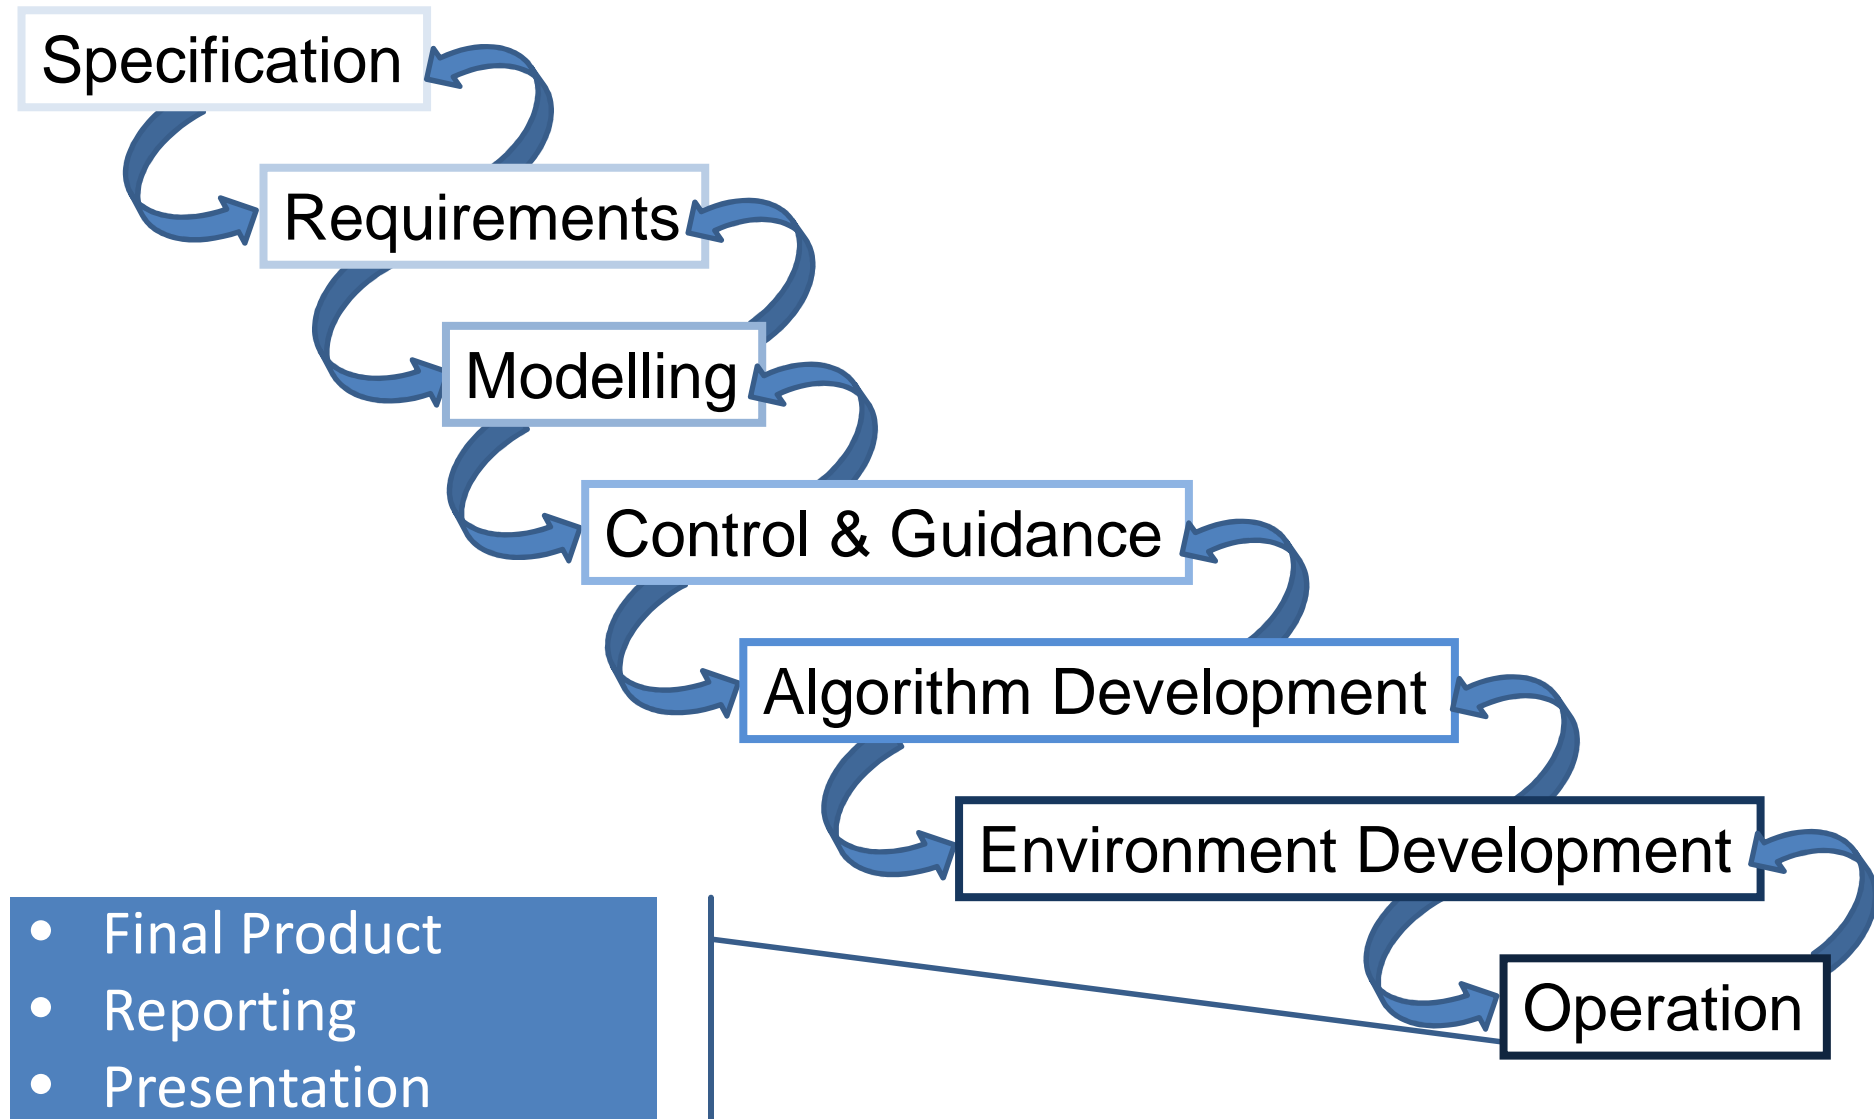 Specification
Requirements
Modelling
Control & Guidance
Algorithm Development
Environment Development
Operation
• Final Product
• Reporting
• Presentation